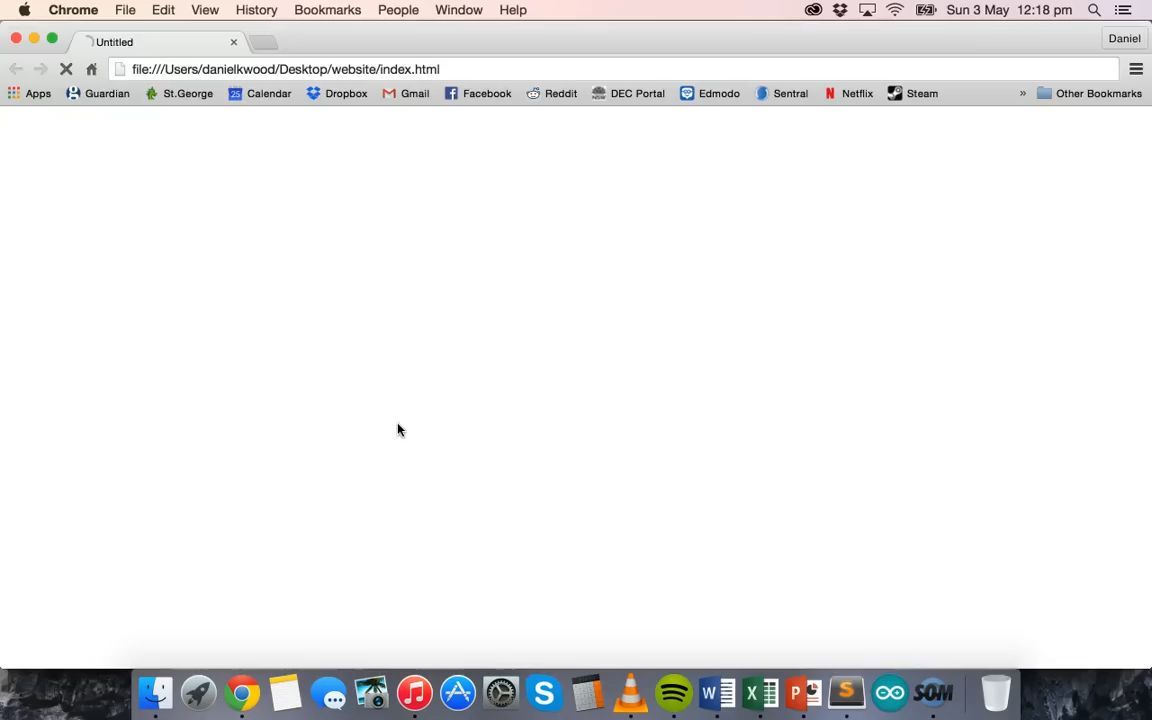 Chrome File Edit View History Bookmarks People Window Help Sun 3 May 12:18 pm
Untitled Daniel
file:///Users/danielkwood/Desktop/website/index.html
Apps Guardian St.George 25 Calendar Dropbox Gmail Facebook Reddit DEC Portal Edmodo Sentral Netflix Steam » Other Bookmarks
SOM